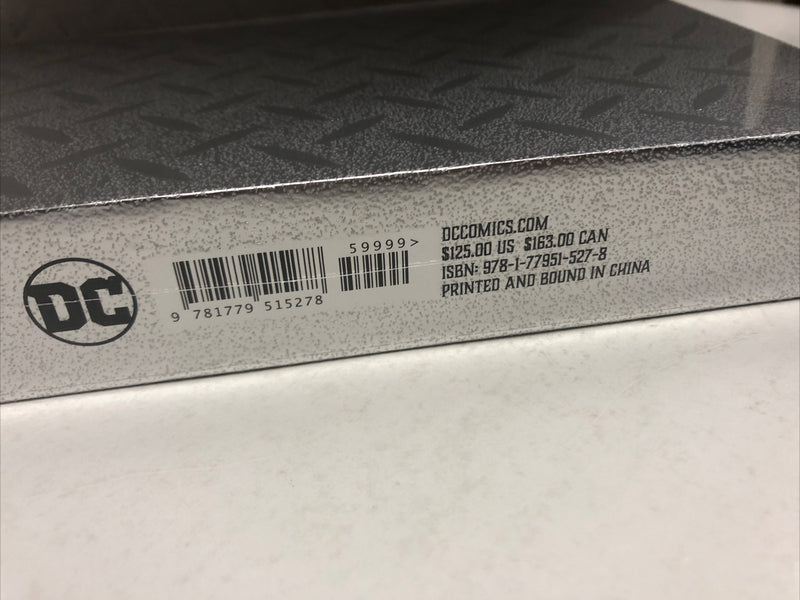 DC
59999>
9 781779 515278
DCCOMICS.COM
$125.00 US $163.00 CAN
ISBN: 978-1-77951-527-8
PRINTED AND BOUND IN CHINA